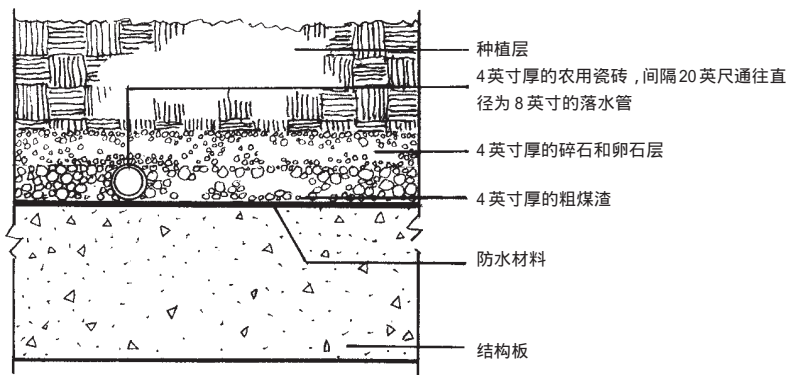 种植层
4英寸厚的农用瓷砖,间隔20英尺通往直
径为8英寸的落水管
4英寸厚的碎石和卵石层
4英寸厚的粗煤渣
防水材料
结构板